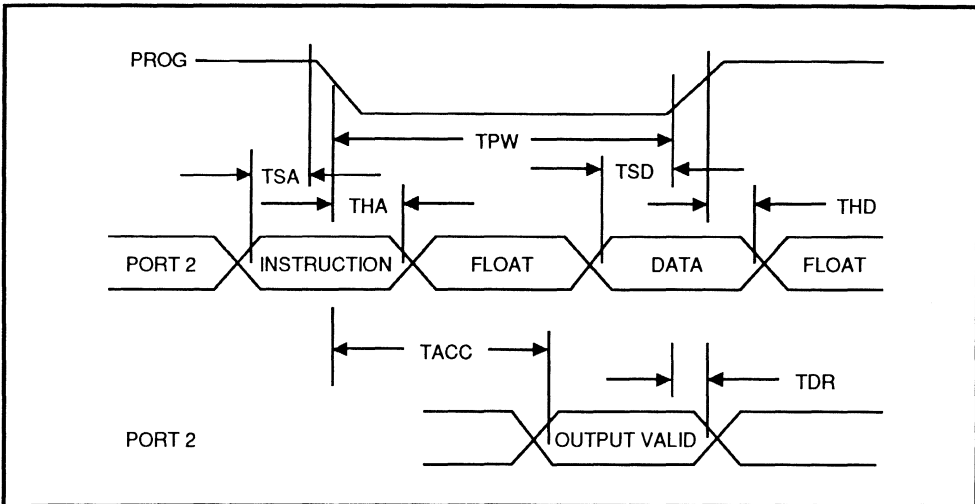 PROG
TPW
TSA
TSD
THA
THD
PORT 2
INSTRUCTION
FLOAT
DATA
FLOAT
TACC
TDR
PORT 2
OUTPUT VALID